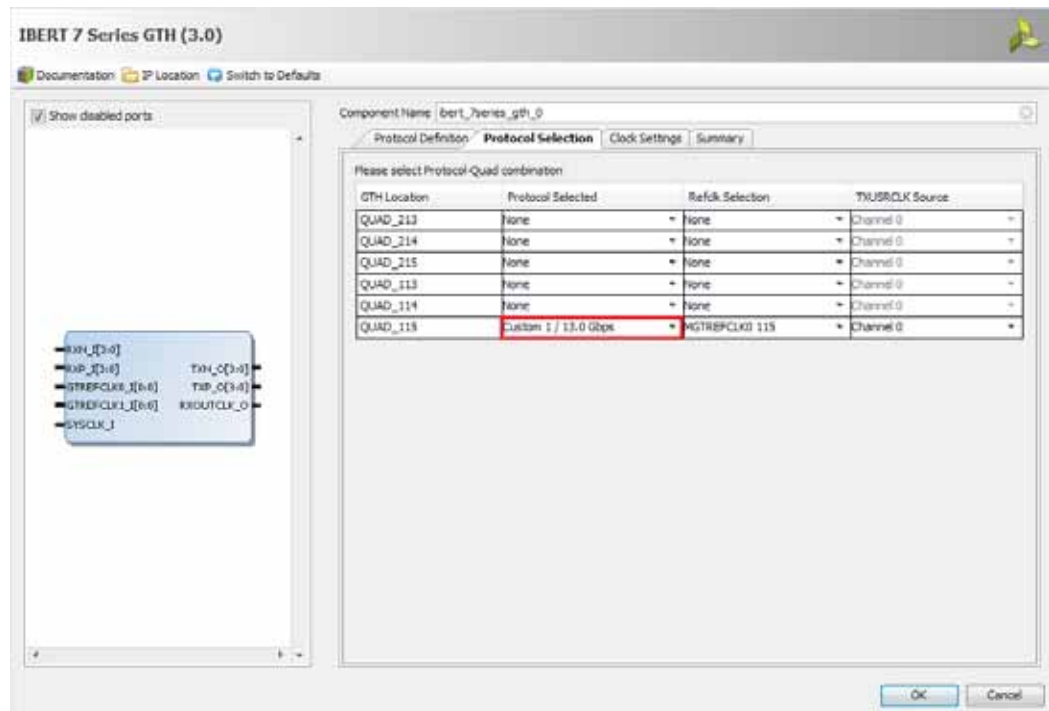 IBERT 7 Series GTH (3.0)
Documentation IP Location Switch to Defaults
Show disabled ports
Component Name ibert_7series_gth_0
Protocol Definition Protocol Selection Clock Settings Summary
Please select Protocol-Quad combination
GTH Location Protocol Selected Refclk Selection TXUSRCLK Source
QUAD_213 None None Channel 0
QUAD_214 None None Channel 0
QUAD_215 None None Channel 0
QUAD_113 None None Channel 0
QUAD_114 None None Channel 0
QUAD_115 Custom 1 / 13.0 Gbps MGTREFCLK0 115 Channel 0
RXN_I[3:0]
RXP_I[3:0] TXN_O[3:0]
GTREFCLK0_I[0:0] TXP_O[3:0]
GTREFCLK1_I[0:0] RXOUTCLK_O
SYSCLK_I
OK Cancel